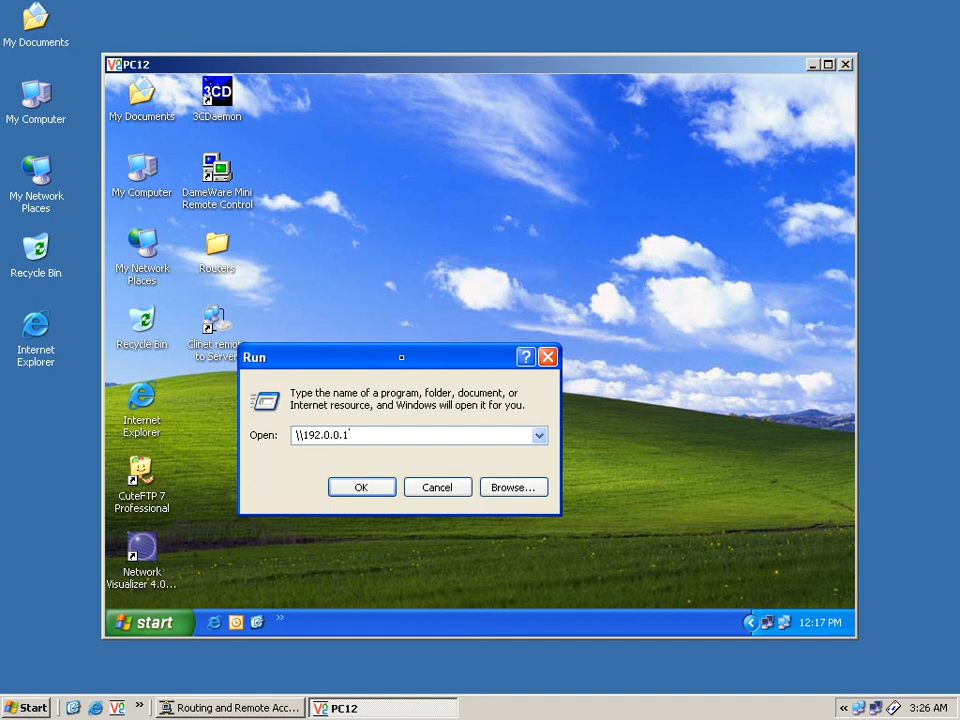 My Documents
My Computer
My Network
Places
Recycle Bin
Internet
Explorer
V2 PC12
My Documents
3CD
3CDaemon
My Computer
DameWare Mini
Remote Control
My Network
Places
Routers
Recycle Bin
Clinet remot
to Server
Internet
Explorer
CuteFTP 7
Professional
Network
Visualizer 4.0...
Run
Type the name of a program, folder, document, or
Internet resource, and Windows will open it for you.
Open: \\192.0.0.1
OK Cancel Browse...
start
12:17 PM
Start
Routing and Remote Acc...
V2 PC12
3:26 AM